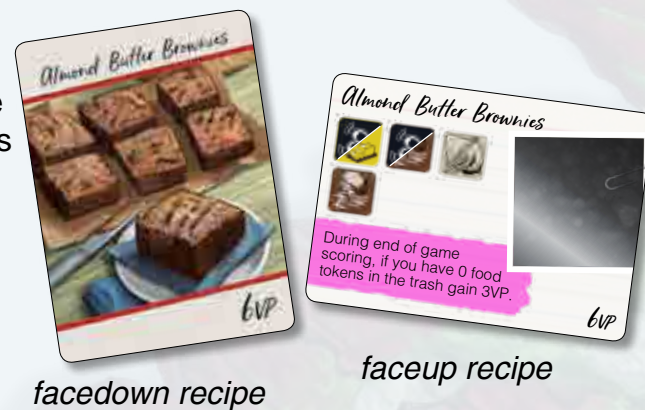 Almond Butter Brownies
6VP
facedown recipe
Almond Butter Brownies
During end of game
scoring, if you have 0 food
tokens in the trash gain 3VP.
6VP
faceup recipe